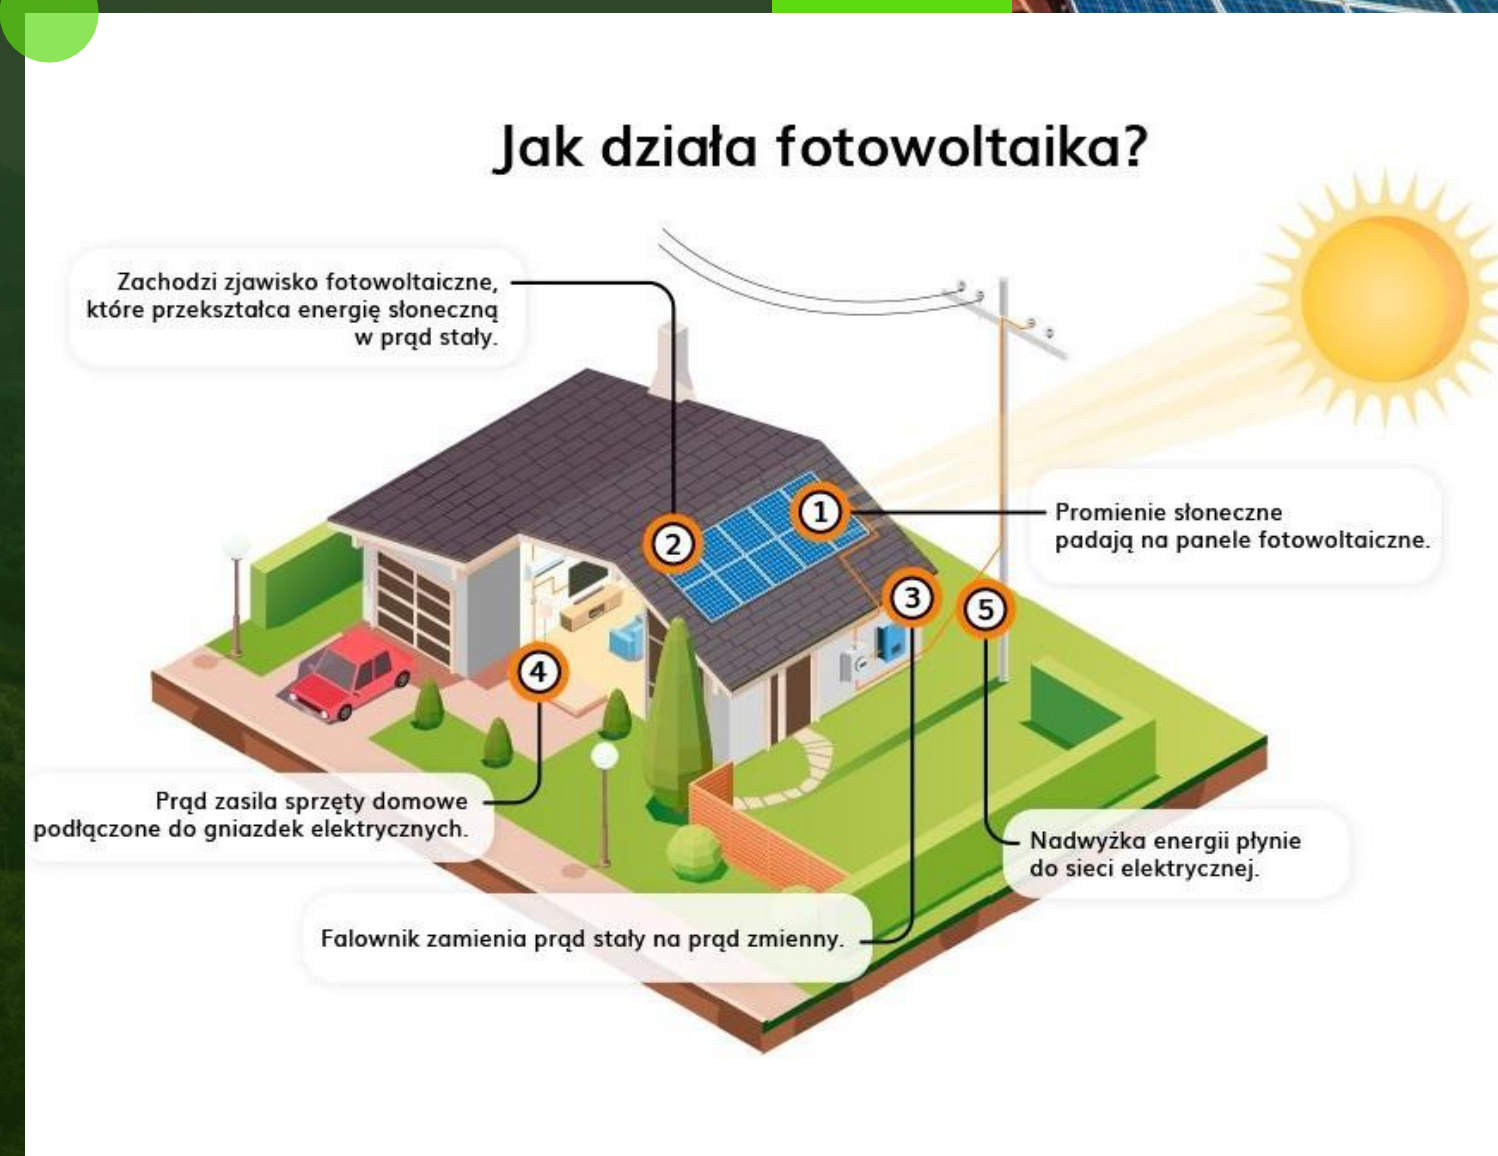 Jak działa fotowoltaika?
Zachodzi zjawisko fotowoltaiczne,
które przekształca energię słoneczną
w prąd stały.
1
Promienie słoneczne
padają na panele fotowoltaiczne.
2
3
5
4
Prąd zasila sprzęty domowe
podłączone do gniazdek elektrycznych.
Nadwyżka energii płynie
do sieci elektrycznej.
Falownik zamienia prąd stały na prąd zmienny.